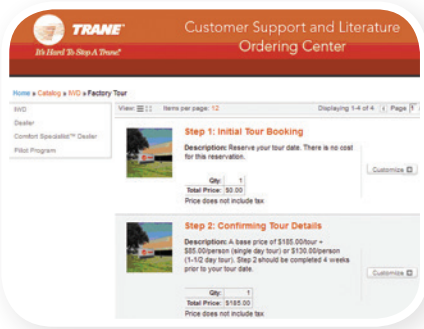 TRANE
It's Hard To Stop A Trane®
Customer Support and Literature
Ordering Center
Home » Catalog » IWD » Factory Tour
IWD
Dealer
Comfort Specialist™ Dealer
Pilot Program
View: Items per page: 12 Displaying 1-4 of 4 Page 1
Step 1: Initial Tour Booking
Description: Reserve your tour date. There is no cost
for this reservation.
Customize
Qty: 1
Total Price: $0.00
Price does not include tax
Step 2: Confirming Tour Details
Description: A base price of $185.00/tour +
$85.00/person (single day tour) or $130.00/person
(1-1/2 day tour). Step 2 should be completed 4 weeks
prior to your tour date.
Customize
Qty: 1
Total Price: $185.00
Price does not include tax